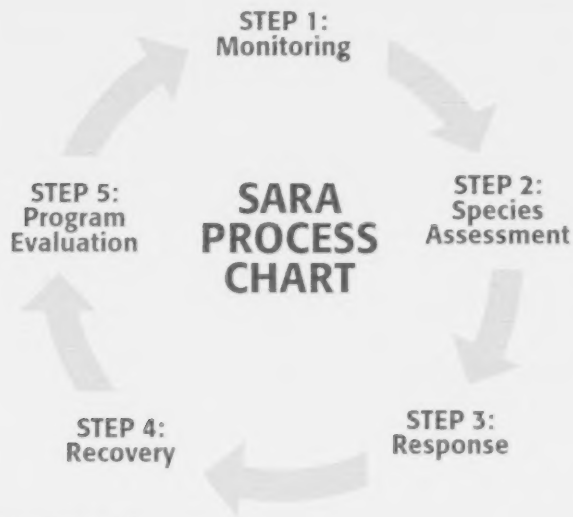 STEP 1:
Monitoring
STEP 2:
Species
Assessment
STEP 3:
Response
STEP 4:
Recovery
STEP 5:
Program
Evaluation
SARA
PROCESS
CHART